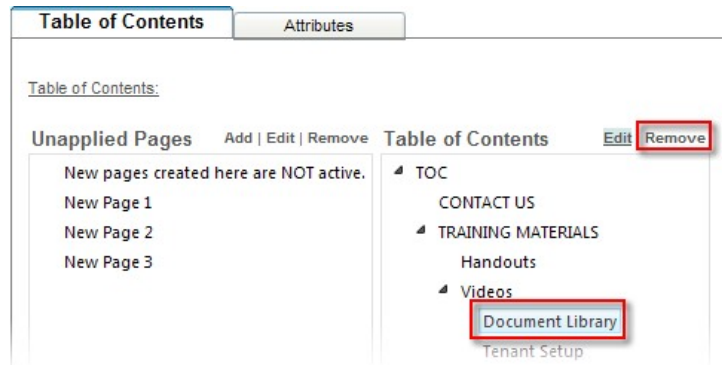 Table of Contents
Attributes
Table of Contents:
Unapplied Pages Add | Edit | Remove
New pages created here are NOT active.
New Page 1
New Page 2
New Page 3
Table of Contents Edit Remove
TOC
CONTACT US
TRAINING MATERIALS
Handouts
Videos
Document Library
Tenant Setup